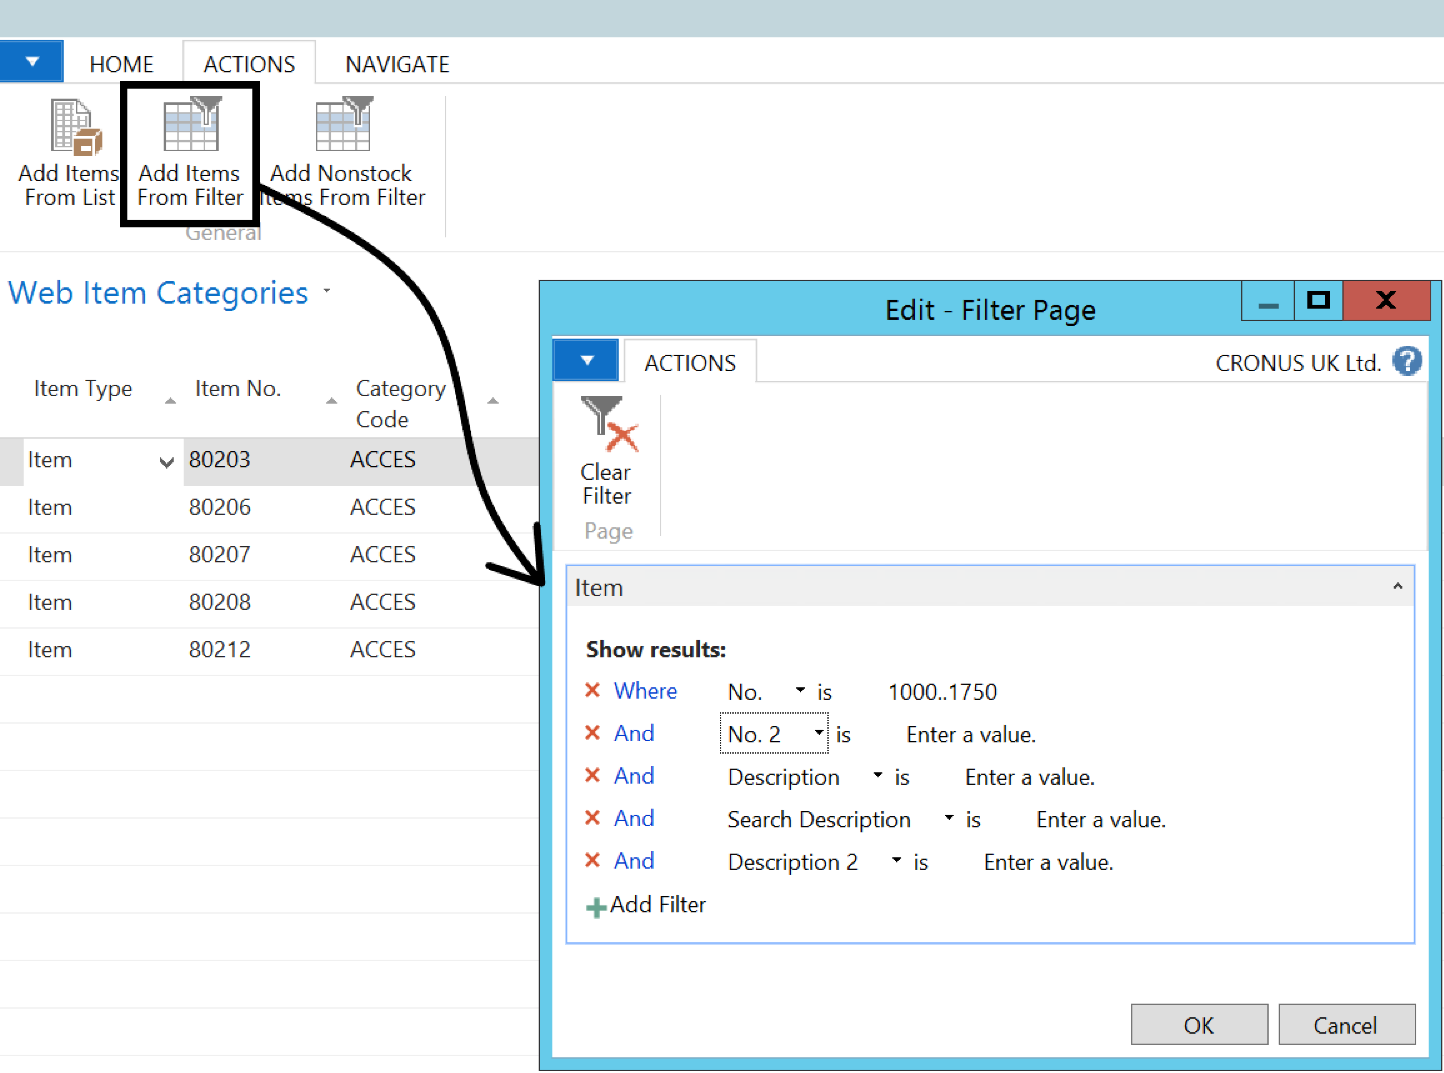 HOME ACTIONS NAVIGATE
Add Items From List
Add Items From Filter
Add Nonstock Items From Filter
General
Web Item Categories
Item Type Item No. Category Code
Item 80203 ACCES
Item 80206 ACCES
Item 80207 ACCES
Item 80208 ACCES
Item 80212 ACCES
Edit - Filter Page
ACTIONS CRONUS UK Ltd. ?
Clear
Filter
Page
Item
Show results:
Where No. is 1000..1750
And No. 2 is Enter a value.
And Description is Enter a value.
And Search Description is Enter a value.
And Description 2 is Enter a value.
Add Filter
OK Cancel